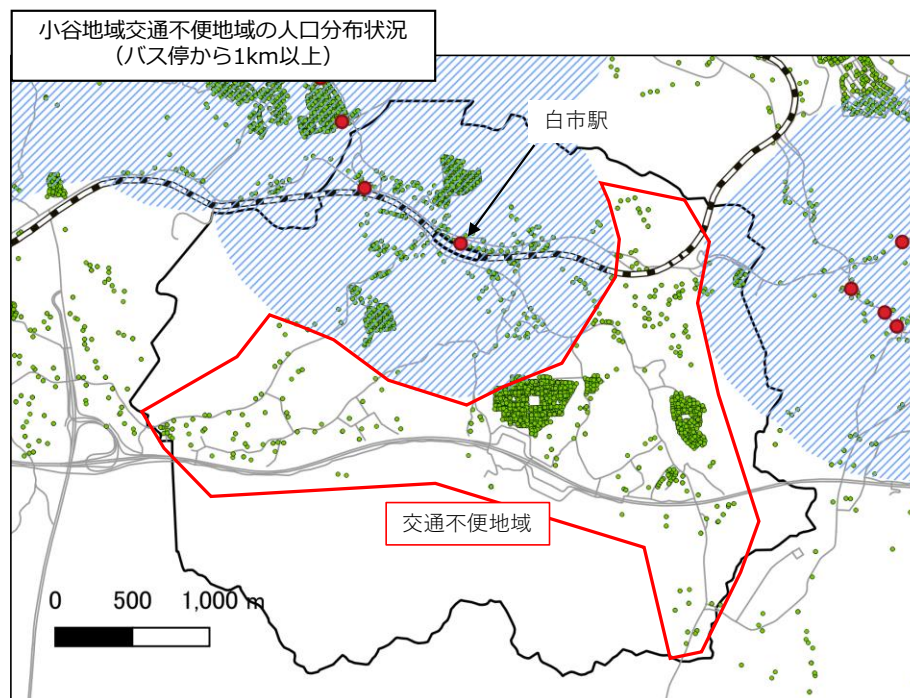 小谷地域交通不便地域の人口分布状況
（バス停から1km以上）
白市駅
交通不便地域
0 500 1,000 m